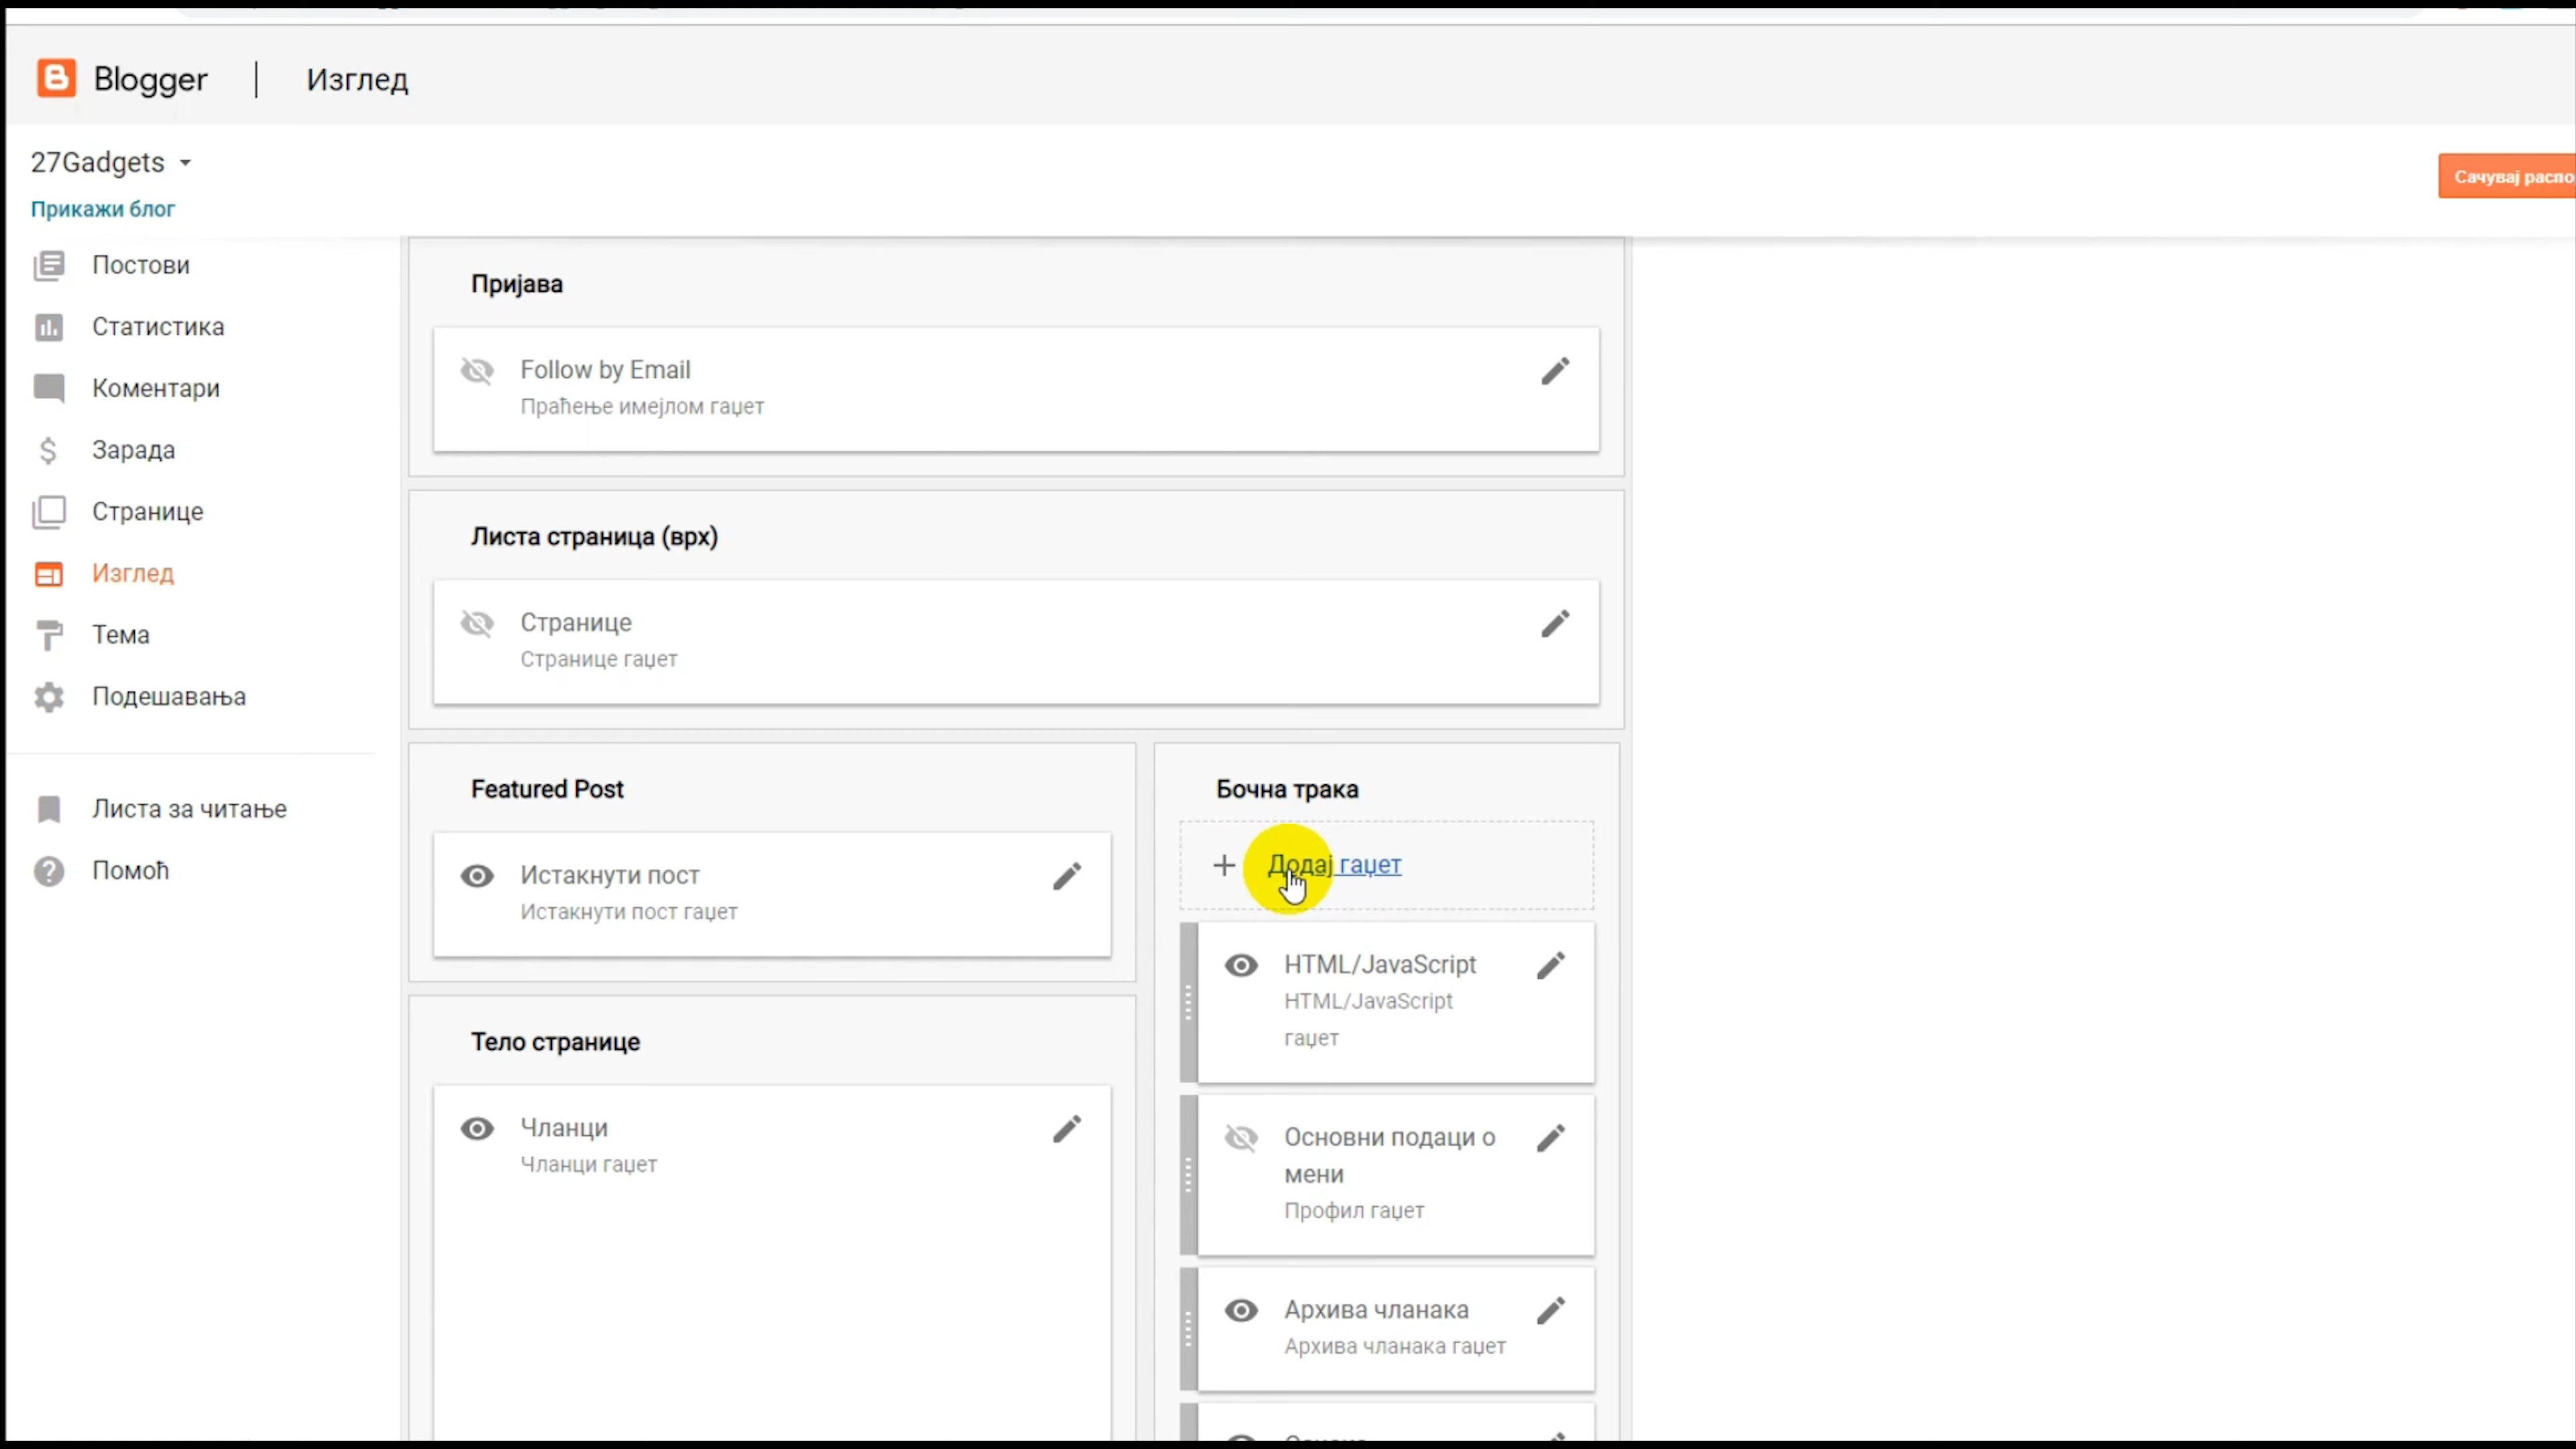 Blogger | Изглед
27Gadgets
Прикажи блог
Сачувај распо
Постови
Статистика
Коментари
Зарада
Странице
Изглед
Тема
Подешавања
Листа за читање
Помоћ
Пријава
Follow by Email
Праћење имејлом гаџет
Листа страница (врх)
Странице
Странице гаџет
Featured Post
Истакнути пост
Истакнути пост гаџет
Тело странице
Чланци
Чланци гаџет
Бочна трака
+ Додај гаџет
HTML/JavaScript
HTML/JavaScript
гаџет
Основни подаци о
мени
Профил гаџет
Архива чланака
Архива чланака гаџет